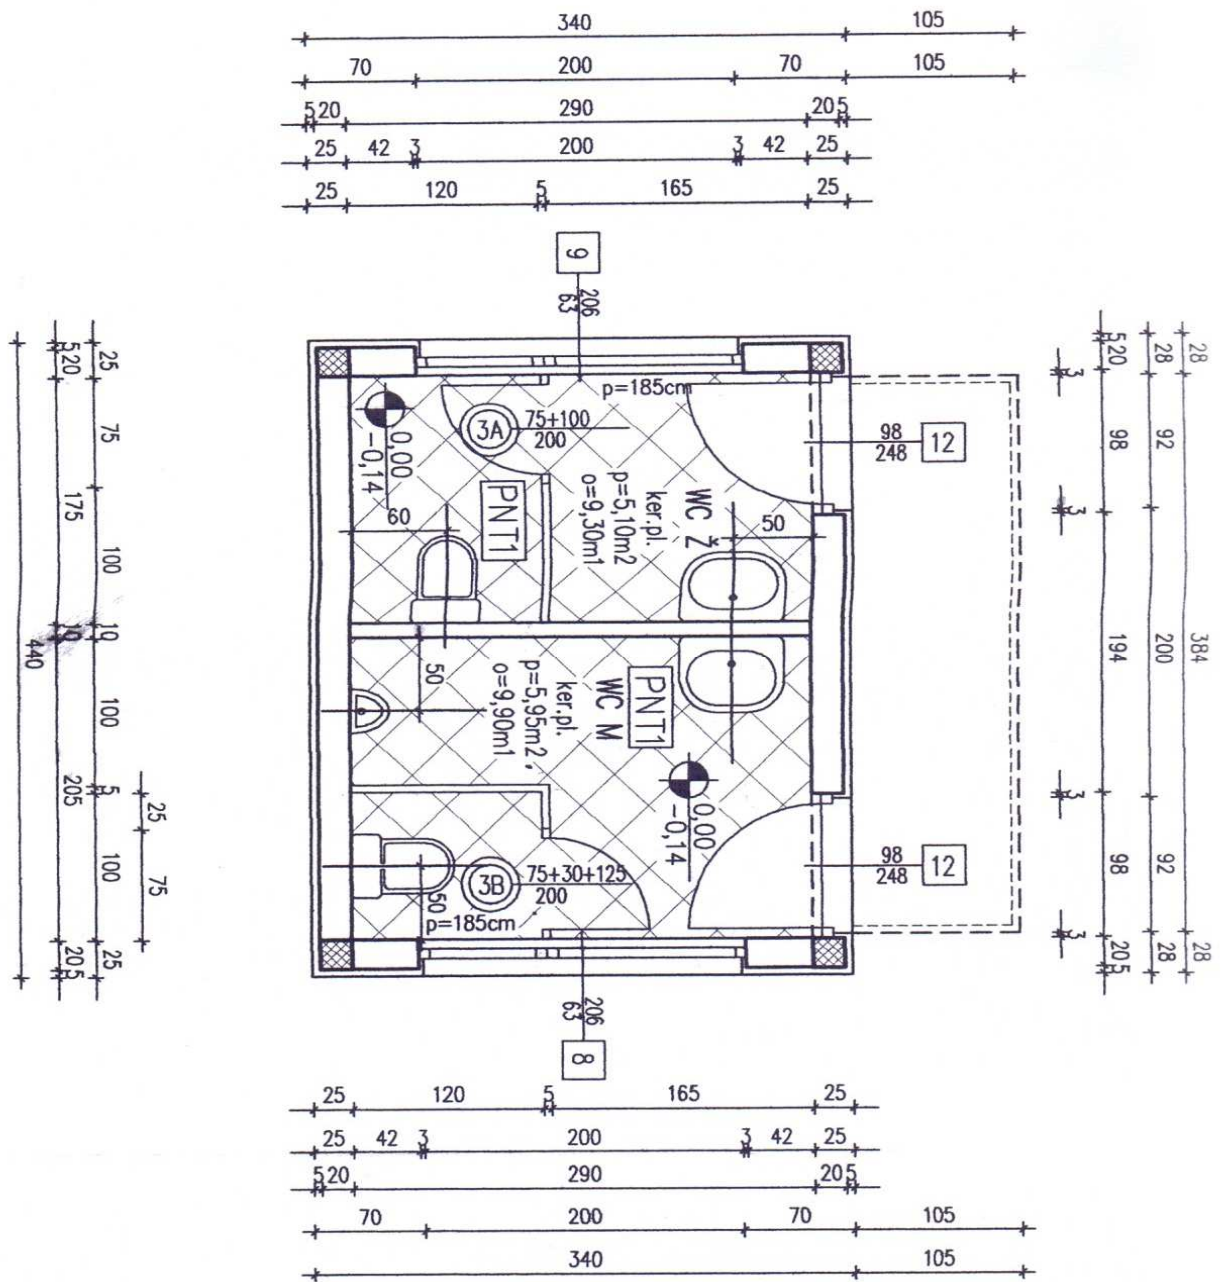 340 105
70 200 70 105
5 20 290 20 5
25 42 3 200 3 42 25
25 120 5 165 25
9
206
63
p=185cm
3A
75+100
200
0,00
-0,14
PNT1
60
WC Ž
ker.pl.
p=5,10m2
o=9,30m1
50
98
248
12
50
PNT1
WC M
ker.pl.
p=5,95m2,
o=9,90m1
0,00
-0,14
3B
75+30+125
200
50
p=185cm
98
248
12
206
63
8
440
5 20 175 10 205 20 5
25 75 100 10 100 5 100 25
25 75
3 3 3 3
5 20 98 194 98 20 5
28 92 200 92 28
28 384 28
25 120 5 165 25
25 42 3 200 3 42 25
5 20 290 20 5
70 200 70 105
340 105